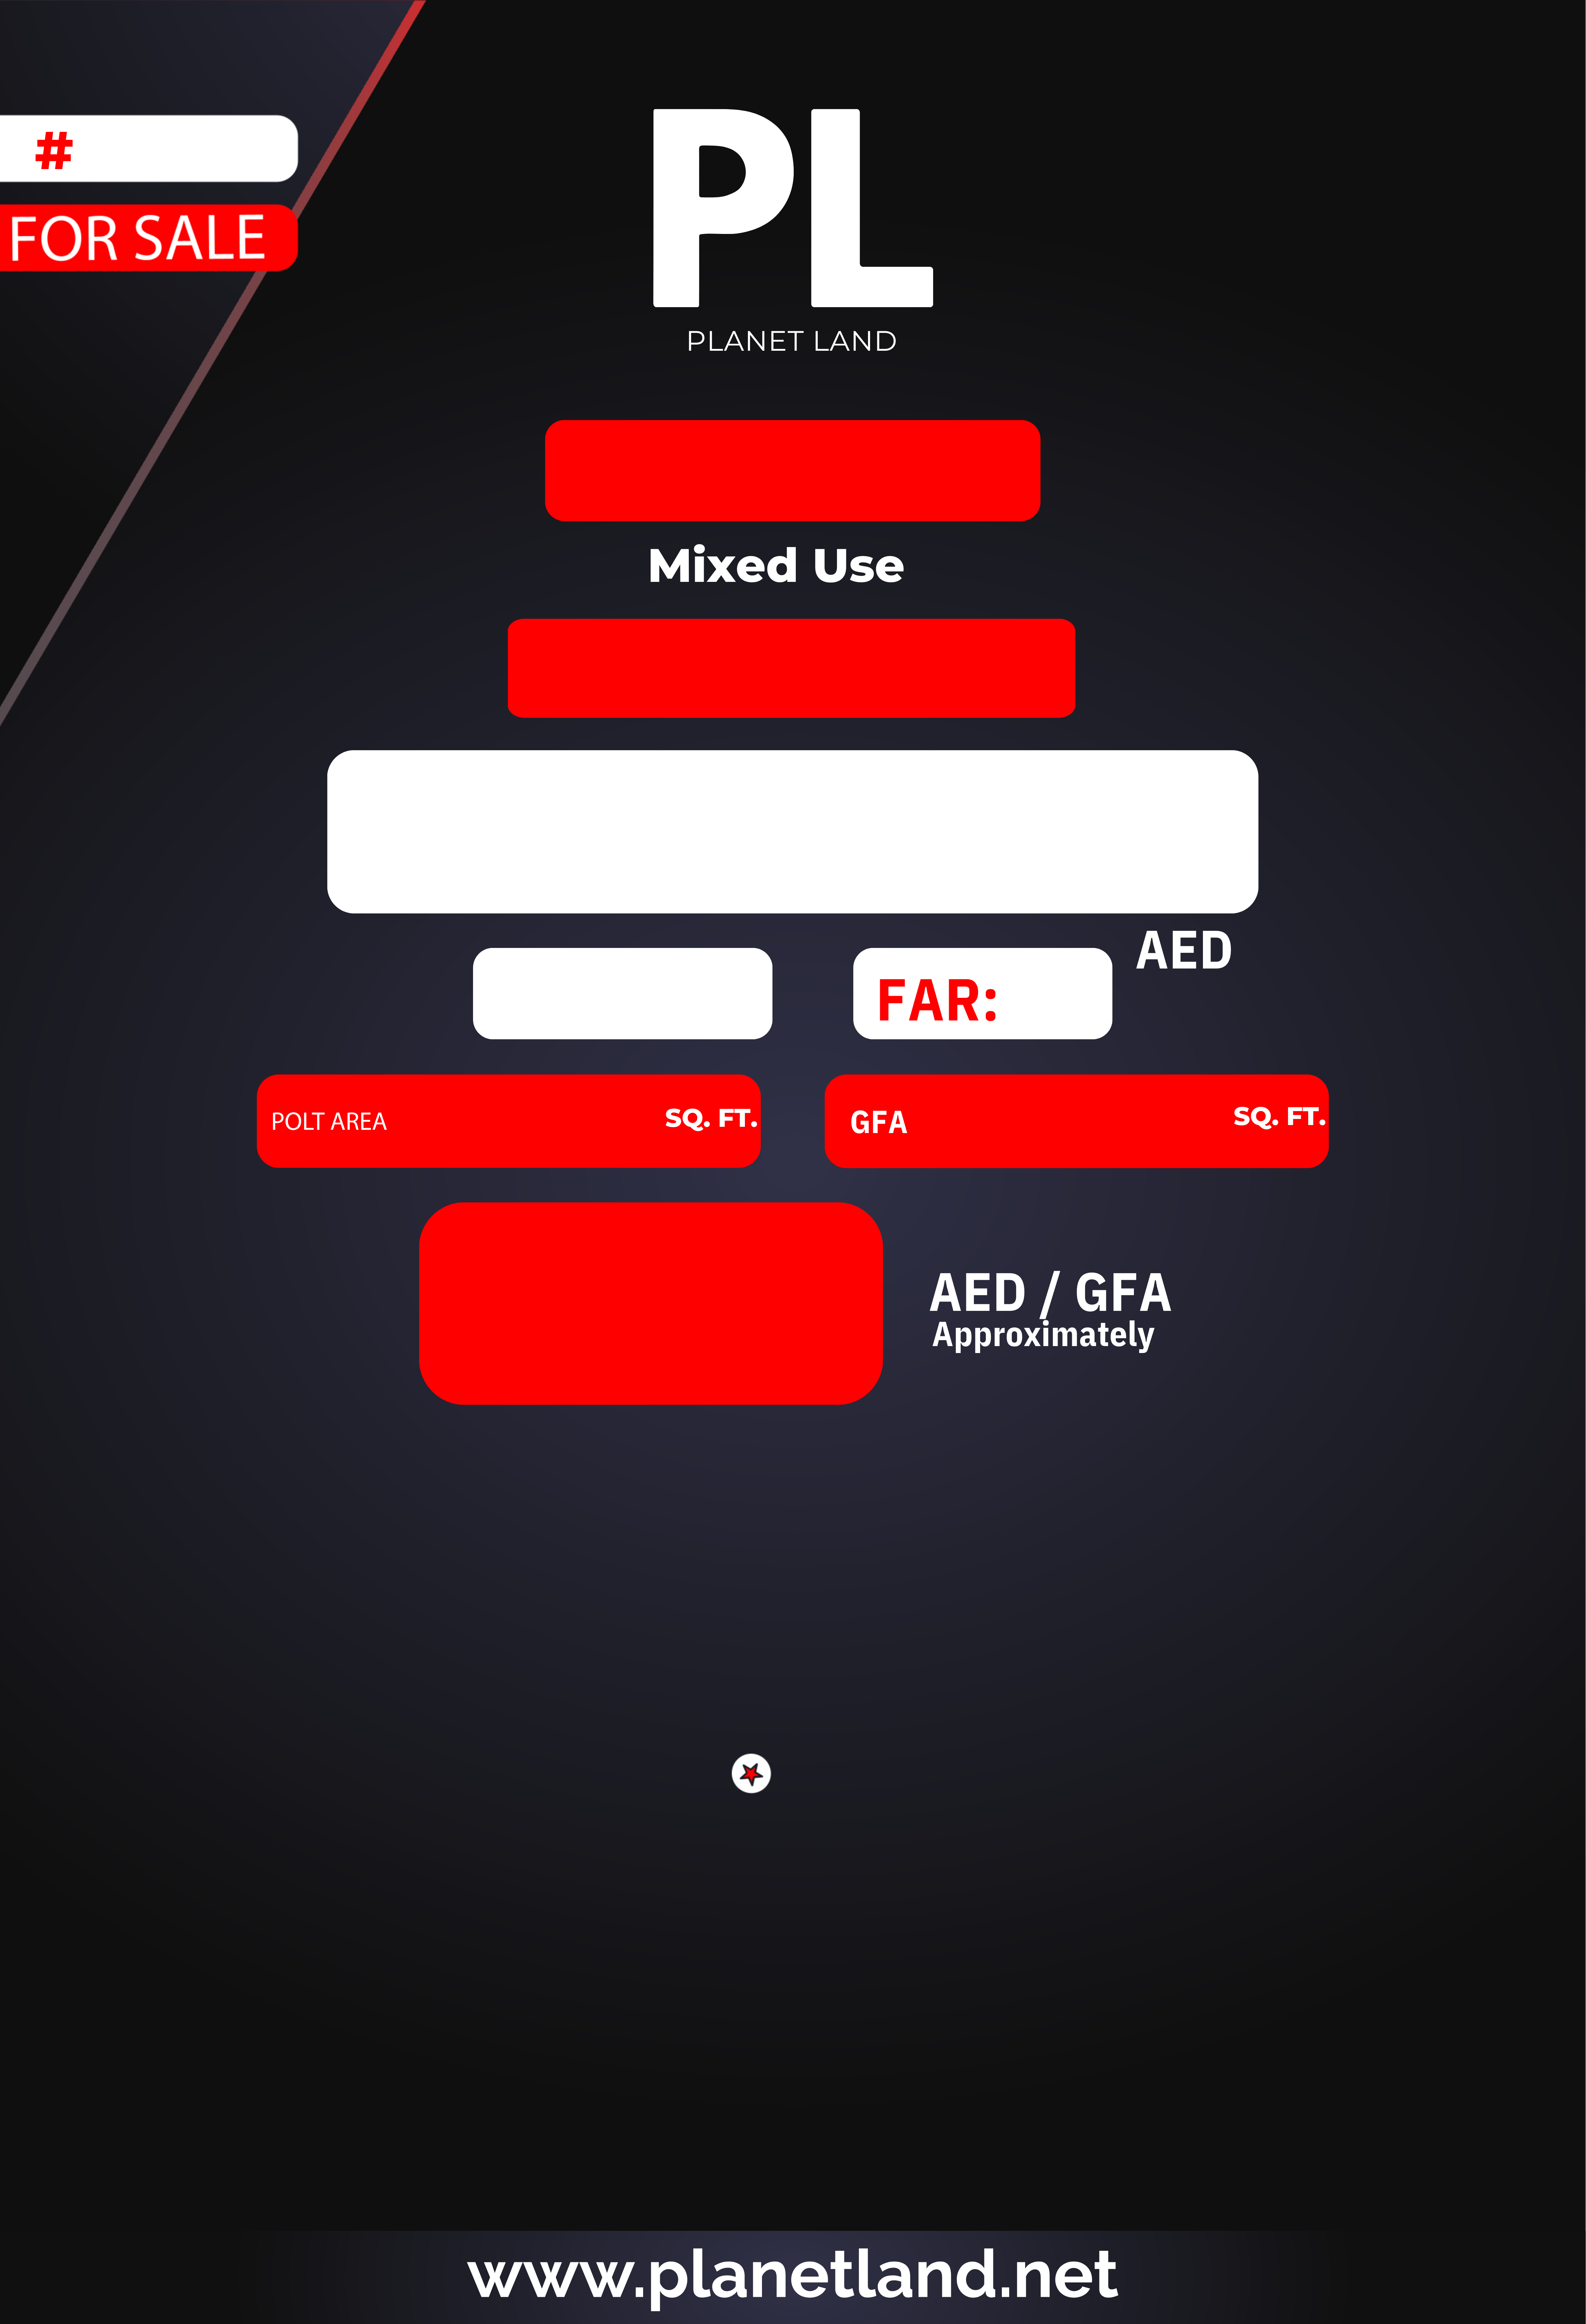 #
FOR SALE
PL
PLANET LAND
Mixed Use
AED
FAR:
POLT AREA SQ. FT.
GFA SQ. FT.
AED / GFA
Approximately
www.planetland.net